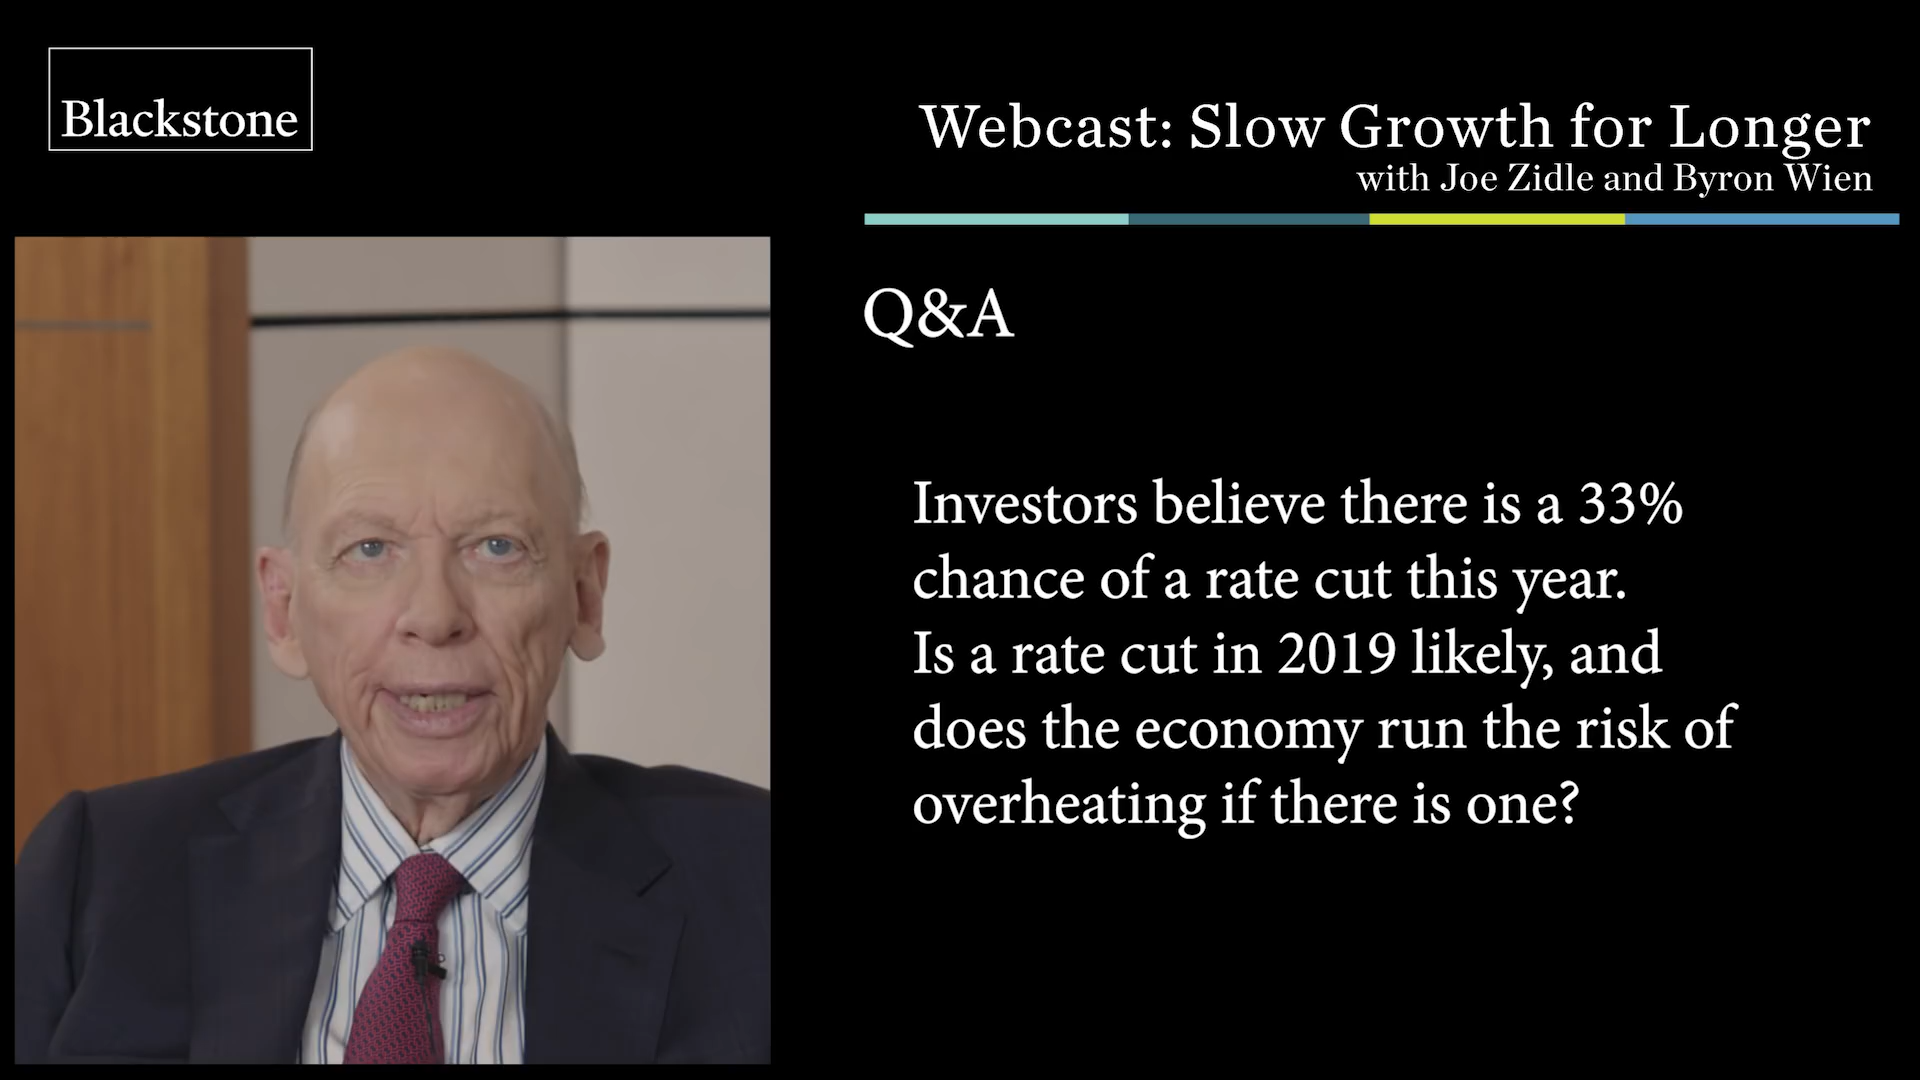 Blackstone
Webcast: Slow Growth for Longer
with Joe Zidle and Byron Wien
Q&A
Investors believe there is a 33%
chance of a rate cut this year.
Is a rate cut in 2019 likely, and
does the economy run the risk of
overheating if there is one?